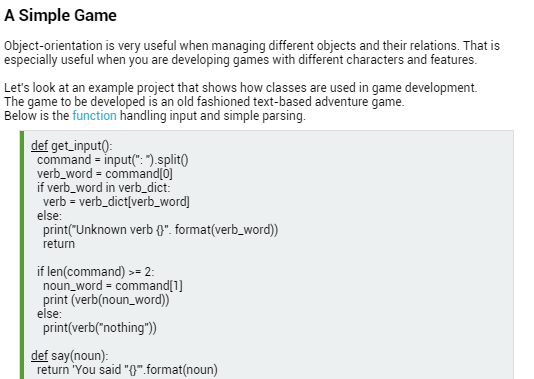 A Simple Game
Object-orientation is very useful when managing different objects and their relations. That is
especially useful when you are developing games with different characters and features.
Let's look at an example project that shows how classes are used in game development.
The game to be developed is an old fashioned text-based adventure game.
Below is the function handling input and simple parsing.
def get_input():
command = input(": ").split()
verb_word = command[0]
if verb_word in verb_dict:
verb = verb_dict[verb_word]
else:
print("Unknown verb {}". format(verb_word))
return
if len(command) >= 2:
noun_word = command[1]
print (verb(noun_word))
else:
print(verb("nothing"))
def say(noun):
return 'You said "{}"'.format(noun)